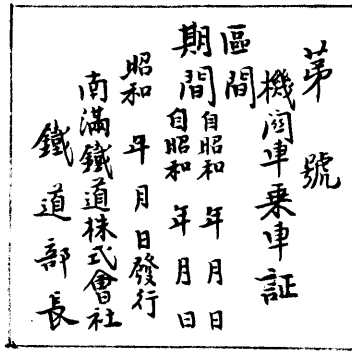 苐 號
機関車乗車証
區間
期間
自昭和 年 月 日
自昭和 年 月 日
昭和 年 月 日發行
南滿鐵道株式會社
鐵道部長